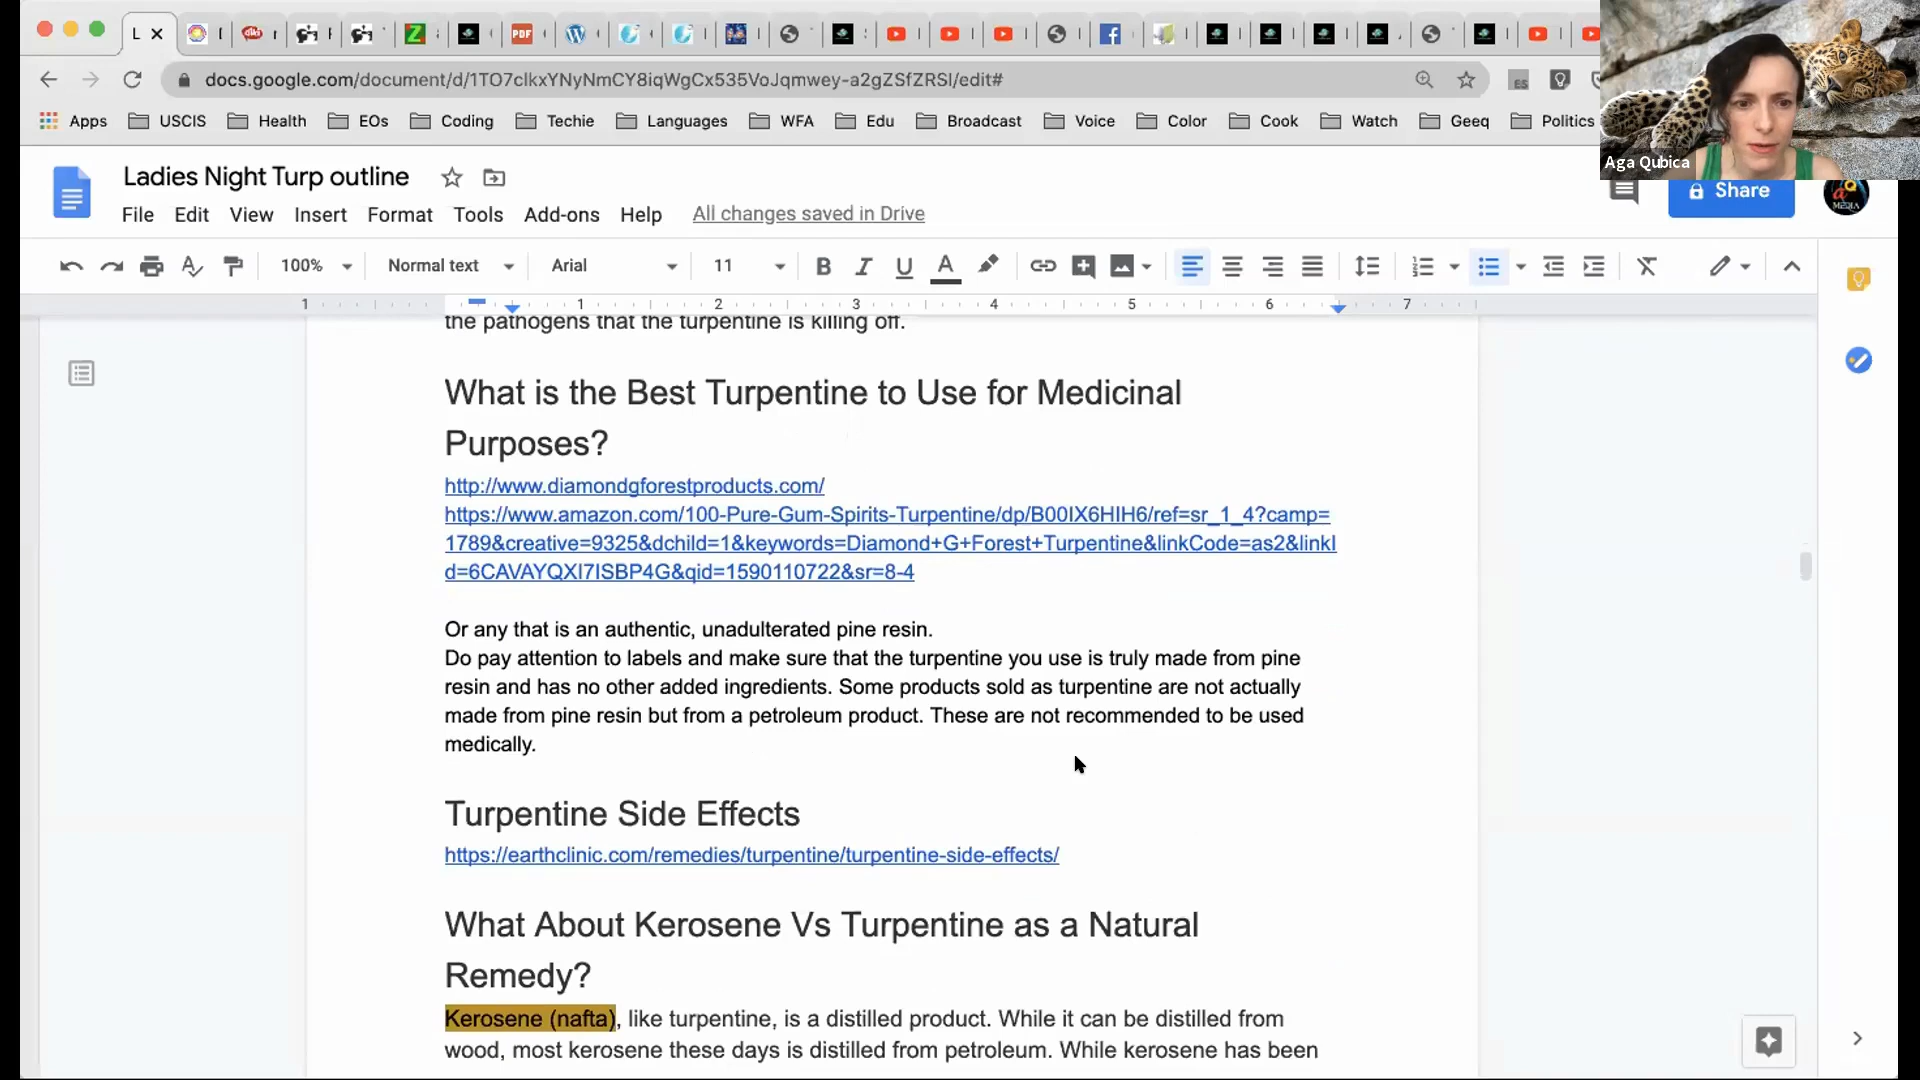 L
docs.google.com/document/d/1TO7clkxYNyNmCY8iqWgCx535VoJqmwey-a2gZSfZRSI/edit#
Apps USCIS Health EOs Coding Techie Languages WFA Edu Broadcast Voice Color Cook Watch Geeq Politics
Aga Qubica
Ladies Night Turp outline
File Edit View Insert Format Tools Add-ons Help All changes saved in Drive
Share
100% Normal text Arial 11
1 1 2 3 4 5 6 7
the pathogens that the turpentine is killing off.
What is the Best Turpentine to Use for Medicinal
Purposes?
http://www.diamondgforestproducts.com/
https://www.amazon.com/100-Pure-Gum-Spirits-Turpentine/dp/B00IX6HIH6/ref=sr_1_4?camp=
1789&creative=9325&dchild=1&keywords=Diamond+G+Forest+Turpentine&linkCode=as2&linkI
d=6CAVAYQXI7ISBP4G&qid=1590110722&sr=8-4
Or any that is an authentic, unadulterated pine resin.
Do pay attention to labels and make sure that the turpentine you use is truly made from pine
resin and has no other added ingredients. Some products sold as turpentine are not actually
made from pine resin but from a petroleum product. These are not recommended to be used
medically.
Turpentine Side Effects
https://earthclinic.com/remedies/turpentine/turpentine-side-effects/
What About Kerosene Vs Turpentine as a Natural
Remedy?
Kerosene (nafta), like turpentine, is a distilled product. While it can be distilled from
wood, most kerosene these days is distilled from petroleum. While kerosene has been